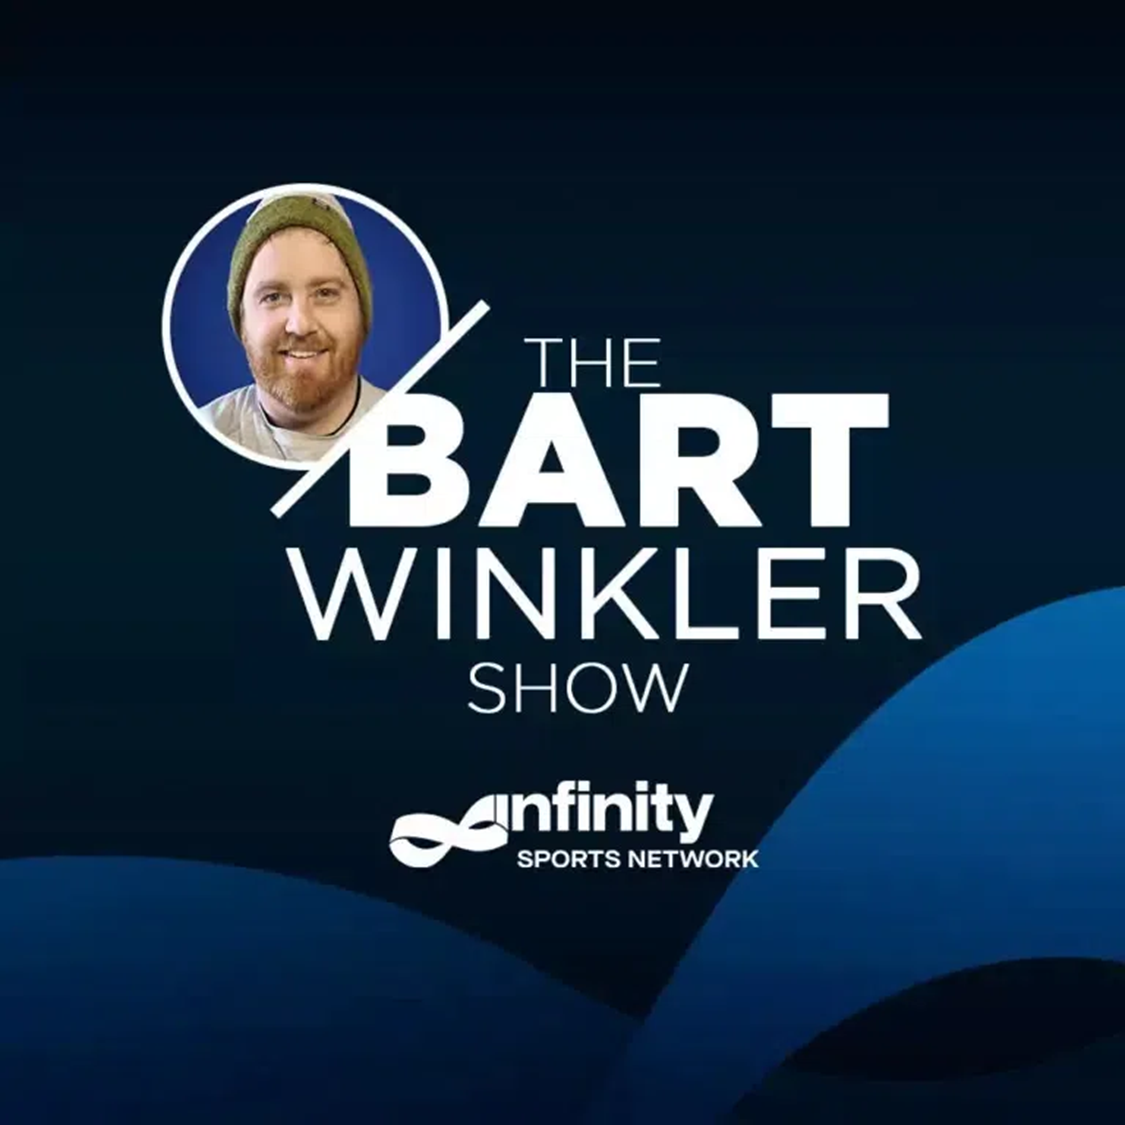 THE
BART
WINKLER
SHOW
infinity
SPORTS NETWORK